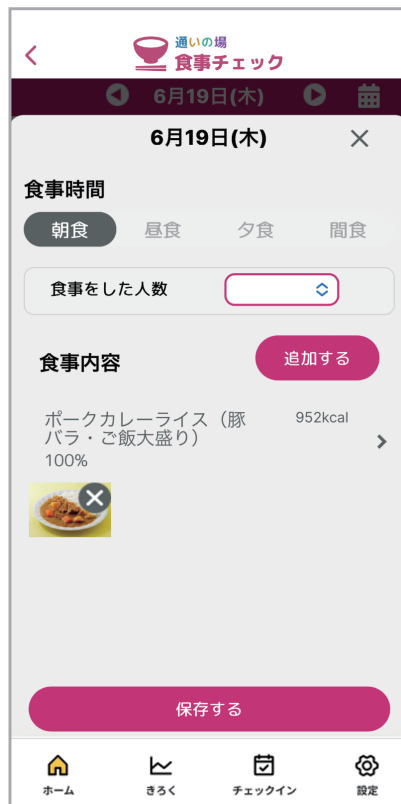 通いの場
食事チェック
6月19日(木)
6月19日(木)
食事時間
朝食 昼食 夕食 間食
食事をした人数
食事内容 追加する
ポークカレーライス（豚 952kcal
バラ・ご飯大盛り）
100%
保存する
ホーム きろく チェックイン 設定